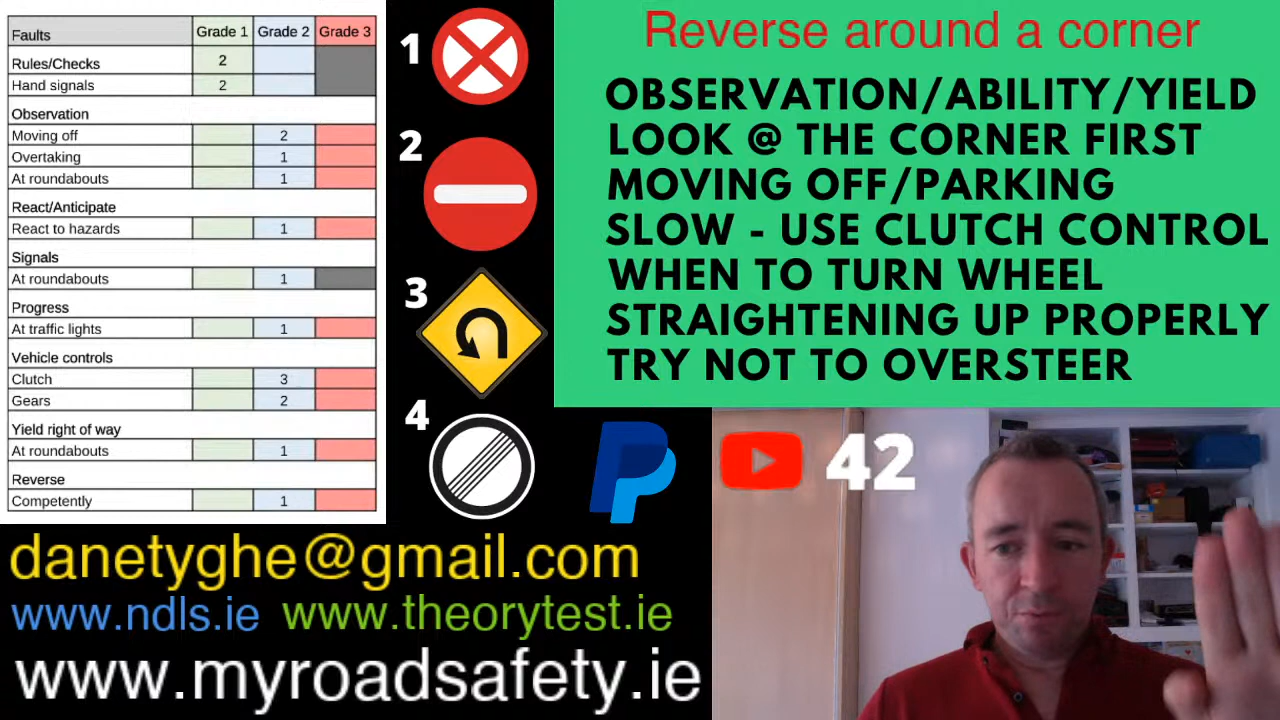 Faults Grade 1 Grade 2 Grade 3
Rules/Checks 2
Hand signals 2
Observation
Moving off 2
Overtaking 1
At roundabouts 1
React/Anticipate
React to hazards 1
Signals
At roundabouts 1
Progress
At traffic lights 1
Vehicle controls
Clutch 3
Gears 2
Yield right of way
At roundabouts 1
Reverse
Competently 1
1
2
3
4
Reverse around a corner
OBSERVATION/ABILITY/YIELD
LOOK @ THE CORNER FIRST
MOVING OFF/PARKING
SLOW - USE CLUTCH CONTROL
WHEN TO TURN WHEEL
STRAIGHTENING UP PROPERLY
TRY NOT TO OVERSTEER
42
danetyghe@gmail.com
www.ndls.ie www.theorytest.ie
www.myroadsafety.ie